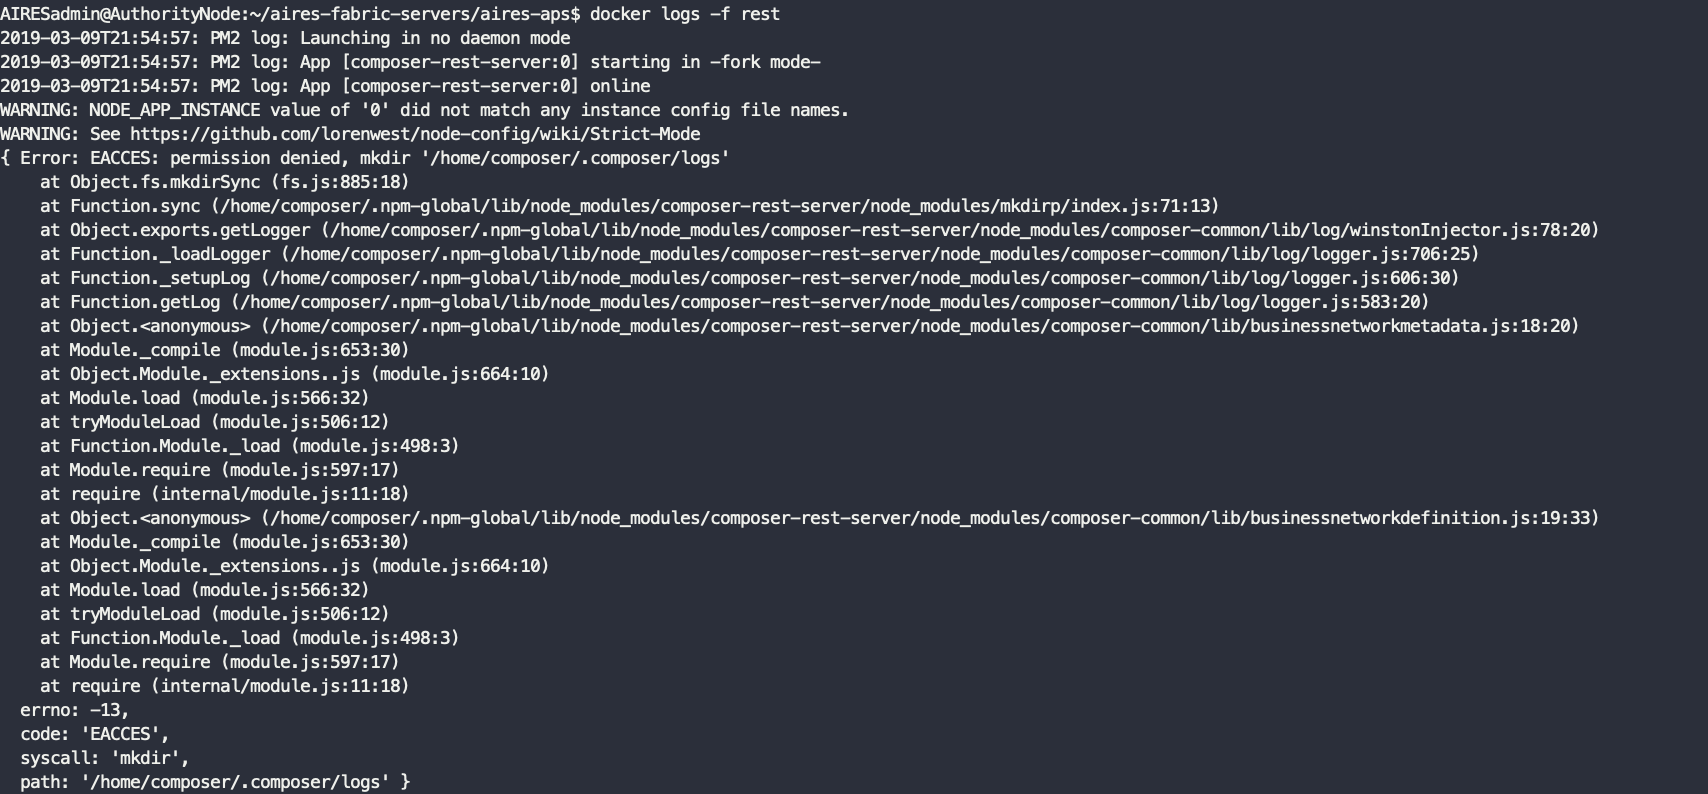 AIRESadmin@AuthorityNode:~/aires-fabric-servers/aires-aps$ docker logs -f rest
2019-03-09T21:54:57: PM2 log: Launching in no daemon mode
2019-03-09T21:54:57: PM2 log: App [composer-rest-server:0] starting in -fork mode-
2019-03-09T21:54:57: PM2 log: App [composer-rest-server:0] online
WARNING: NODE_APP_INSTANCE value of '0' did not match any instance config file names.
WARNING: See https://github.com/lorenwest/node-config/wiki/Strict-Mode
{ Error: EACCES: permission denied, mkdir '/home/composer/.composer/logs'
    at Object.fs.mkdirSync (fs.js:885:18)
    at Function.sync (/home/composer/.npm-global/lib/node_modules/composer-rest-server/node_modules/mkdirp/index.js:71:13)
    at Object.exports.getLogger (/home/composer/.npm-global/lib/node_modules/composer-rest-server/node_modules/composer-common/lib/log/winstonInjector.js:78:20)
    at Function._loadLogger (/home/composer/.npm-global/lib/node_modules/composer-rest-server/node_modules/composer-common/lib/log/logger.js:706:25)
    at Function._setupLog (/home/composer/.npm-global/lib/node_modules/composer-rest-server/node_modules/composer-common/lib/log/logger.js:606:30)
    at Function.getLog (/home/composer/.npm-global/lib/node_modules/composer-rest-server/node_modules/composer-common/lib/log/logger.js:583:20)
    at Object.<anonymous> (/home/composer/.npm-global/lib/node_modules/composer-rest-server/node_modules/composer-common/lib/businessnetworkmetadata.js:18:20)
    at Module._compile (module.js:653:30)
    at Object.Module._extensions..js (module.js:664:10)
    at Module.load (module.js:566:32)
    at tryModuleLoad (module.js:506:12)
    at Function.Module._load (module.js:498:3)
    at Module.require (module.js:597:17)
    at require (internal/module.js:11:18)
    at Object.<anonymous> (/home/composer/.npm-global/lib/node_modules/composer-rest-server/node_modules/composer-common/lib/businessnetworkdefinition.js:19:33)
    at Module._compile (module.js:653:30)
    at Object.Module._extensions..js (module.js:664:10)
    at Module.load (module.js:566:32)
    at tryModuleLoad (module.js:506:12)
    at Function.Module._load (module.js:498:3)
    at Module.require (module.js:597:17)
    at require (internal/module.js:11:18)
  errno: -13,
  code: 'EACCES',
  syscall: 'mkdir',
  path: '/home/composer/.composer/logs' }